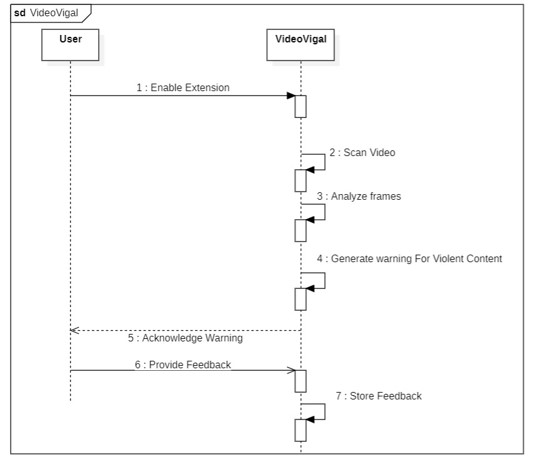 sd VideoVigal
User
VideoVigal
1 : Enable Extension
2 : Scan Video
3 : Analyze frames
4 : Generate warning For Violent Content
5 : Acknowledge Warning
6 : Provide Feedback
7 : Store Feedback